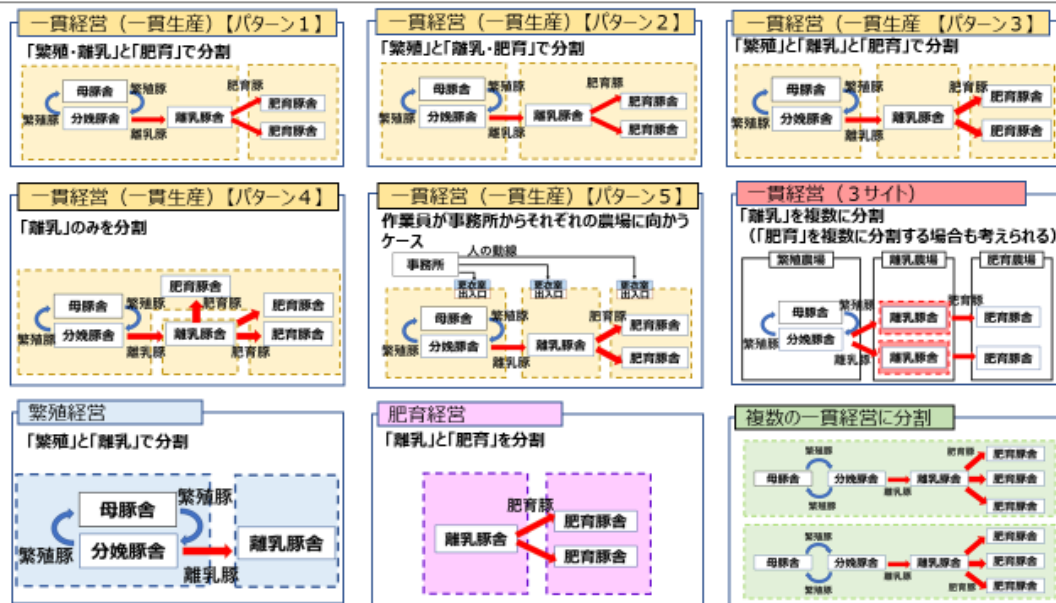 一貫経営（一貫生産）【パターン１】
「繁殖・離乳」と「肥育」で分割
母豚舎
繁殖豚
肥育豚
肥育豚舎
繁殖豚
分娩豚舎
離乳豚舎
離乳豚
肥育豚舎
一貫経営（一貫生産）【パターン２】
「繁殖」と「離乳・肥育」で分割
母豚舎
繁殖豚
肥育豚
肥育豚舎
繁殖豚
分娩豚舎
離乳豚舎
離乳豚
肥育豚舎
一貫経営（一貫生産【パターン３】
「繁殖」と「離乳」と「肥育」で分割
母豚舎
繁殖豚
肥育豚
肥育豚舎
繁殖豚
分娩豚舎
離乳豚舎
離乳豚
肥育豚舎
一貫経営（一貫生産）【パターン４】
「離乳」のみを分割
肥育豚舎
母豚舎
繁殖豚
肥育豚
肥育豚舎
繁殖豚
分娩豚舎
離乳豚舎
肥育豚舎
離乳豚
肥育豚
一貫経営（一貫生産）【パターン５】
作業員が事務所からそれぞれの農場に向かう
ケース
人の動線
事務所
更衣室
出入口
更衣室
出入口
更衣室
出入口
母豚舎
繁殖豚
肥育豚
肥育豚舎
繁殖豚
分娩豚舎
離乳豚舎
離乳豚
肥育豚舎
一貫経営（３サイト）
「離乳」を複数に分割
（「肥育」を複数に分割する場合も考えられる）
繁殖農場
離乳農場
肥育農場
母豚舎
繁殖豚
離乳豚舎
肥育豚
肥育豚舎
繁殖豚
分娩豚舎
離乳豚
離乳豚舎
肥育豚舎
繁殖経営
「繁殖」と「離乳」で分割
母豚舎
繁殖豚
繁殖豚
分娩豚舎
離乳豚舎
離乳豚
肥育経営
「離乳」と「肥育」を分割
肥育豚
肥育豚舎
離乳豚舎
肥育豚舎
複数の一貫経営に分割
繁殖豚
肥育豚
肥育豚舎
母豚舎
分娩豚舎
離乳豚舎
肥育豚舎
離乳豚
繁殖豚
肥育豚舎
繁殖豚
肥育豚
肥育豚舎
母豚舎
分娩豚舎
離乳豚舎
肥育豚舎
離乳豚
繁殖豚
肥育豚舎